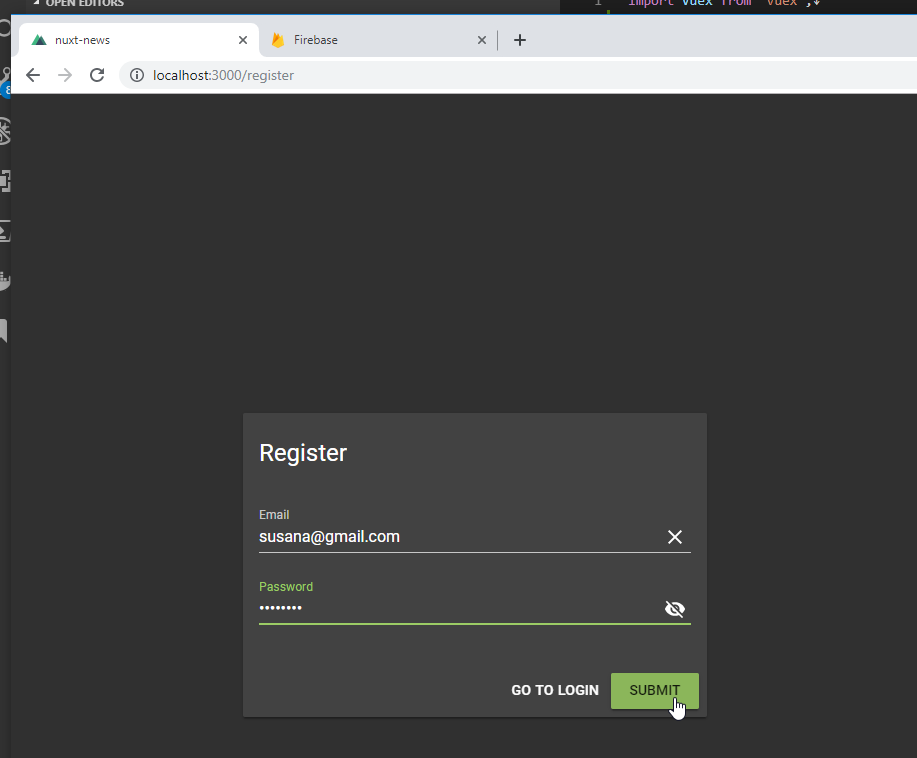 OPEN EDITORS
1 import Vuex from 'vuex';↓
nuxt-news
Firebase
8
localhost:3000/register
Register
Email
susana@gmail.com
Password
••••••••
GO TO LOGIN SUBMIT